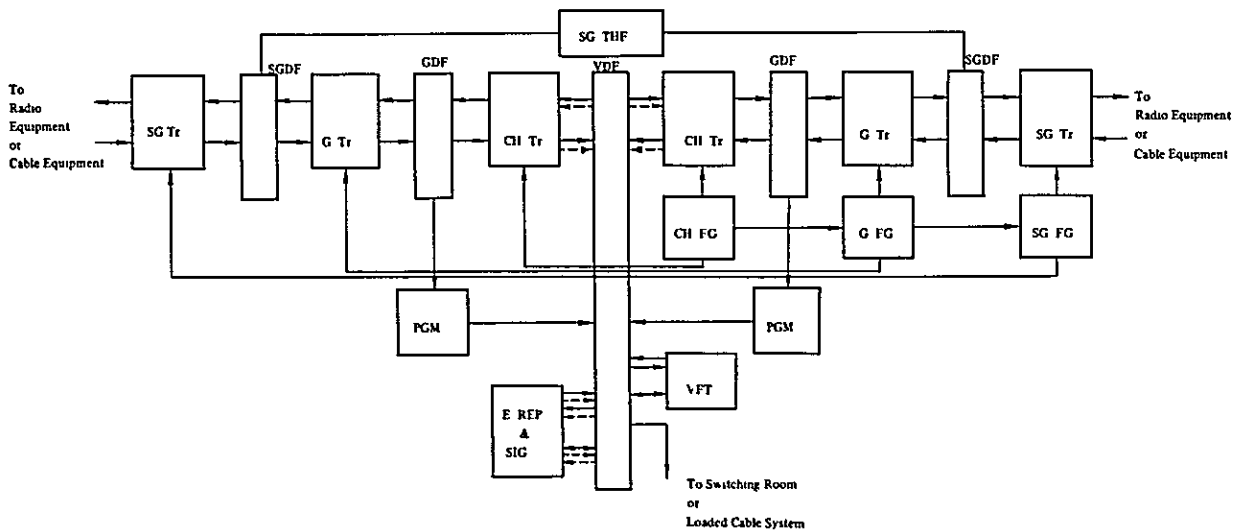 SG THF
SGDF
GDF
VDF
GDF
SGDF
To
Radio
Equipment
or
Cable Equipment
SG Tr
G Tr
CH Tr
CH Tr
G Tr
SG Tr
To
Radio Equipment
or
Cable Equipment
CH FG
G FG
SG FG
PGM
PGM
VFT
E REP
&
SIG
To Switching Room
or
Loaded Cable System